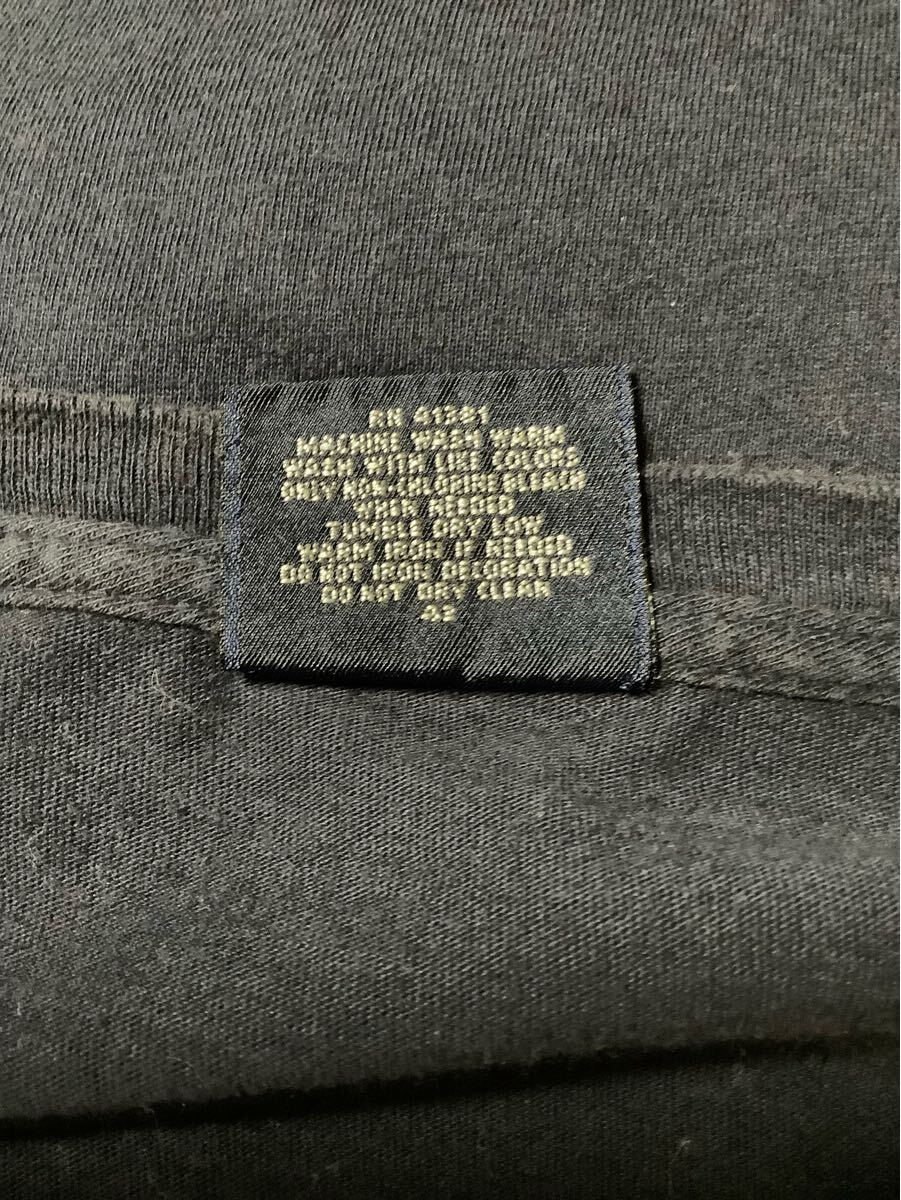 RN 41381
MACHINE WASH WARM
WASH WITH LIKE COLORS
ONLY NON-CHLORINE BLEACH
WHEN NEEDED
TUMBLE DRY LOW
WARM IRON IF NEEDED
DO NOT IRON DECORATION
DO NOT DRY CLEAN